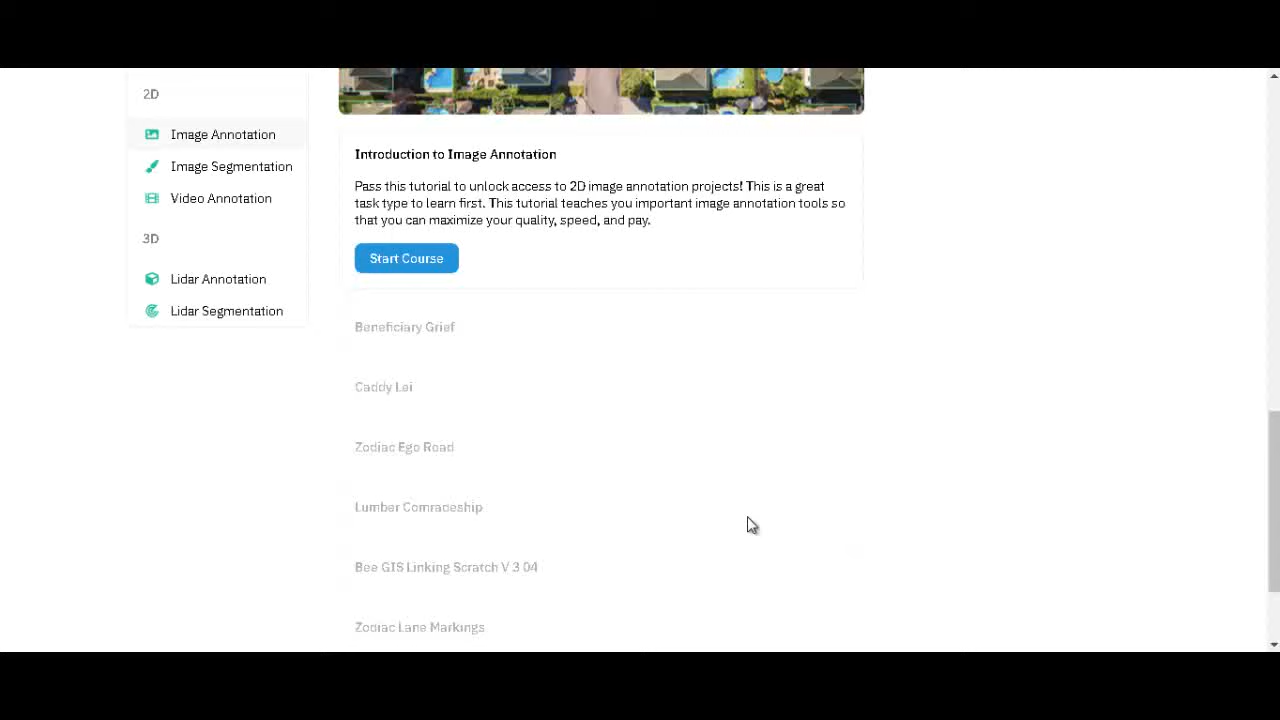 2D
Image Annotation
Image Segmentation
Video Annotation
3D
Lidar Annotation
Lidar Segmentation
Introduction to Image Annotation
Pass this tutorial to unlock access to 2D image annotation projects! This is a great
task type to learn first. This tutorial teaches you important image annotation tools so
that you can maximize your quality, speed, and pay.
Start Course
Beneficiary Grief
Caddy Lei
Zodiac Ego Road
Lumber Comradeship
Bee GIS Linking Scratch V 3 04
Zodiac Lane Markings